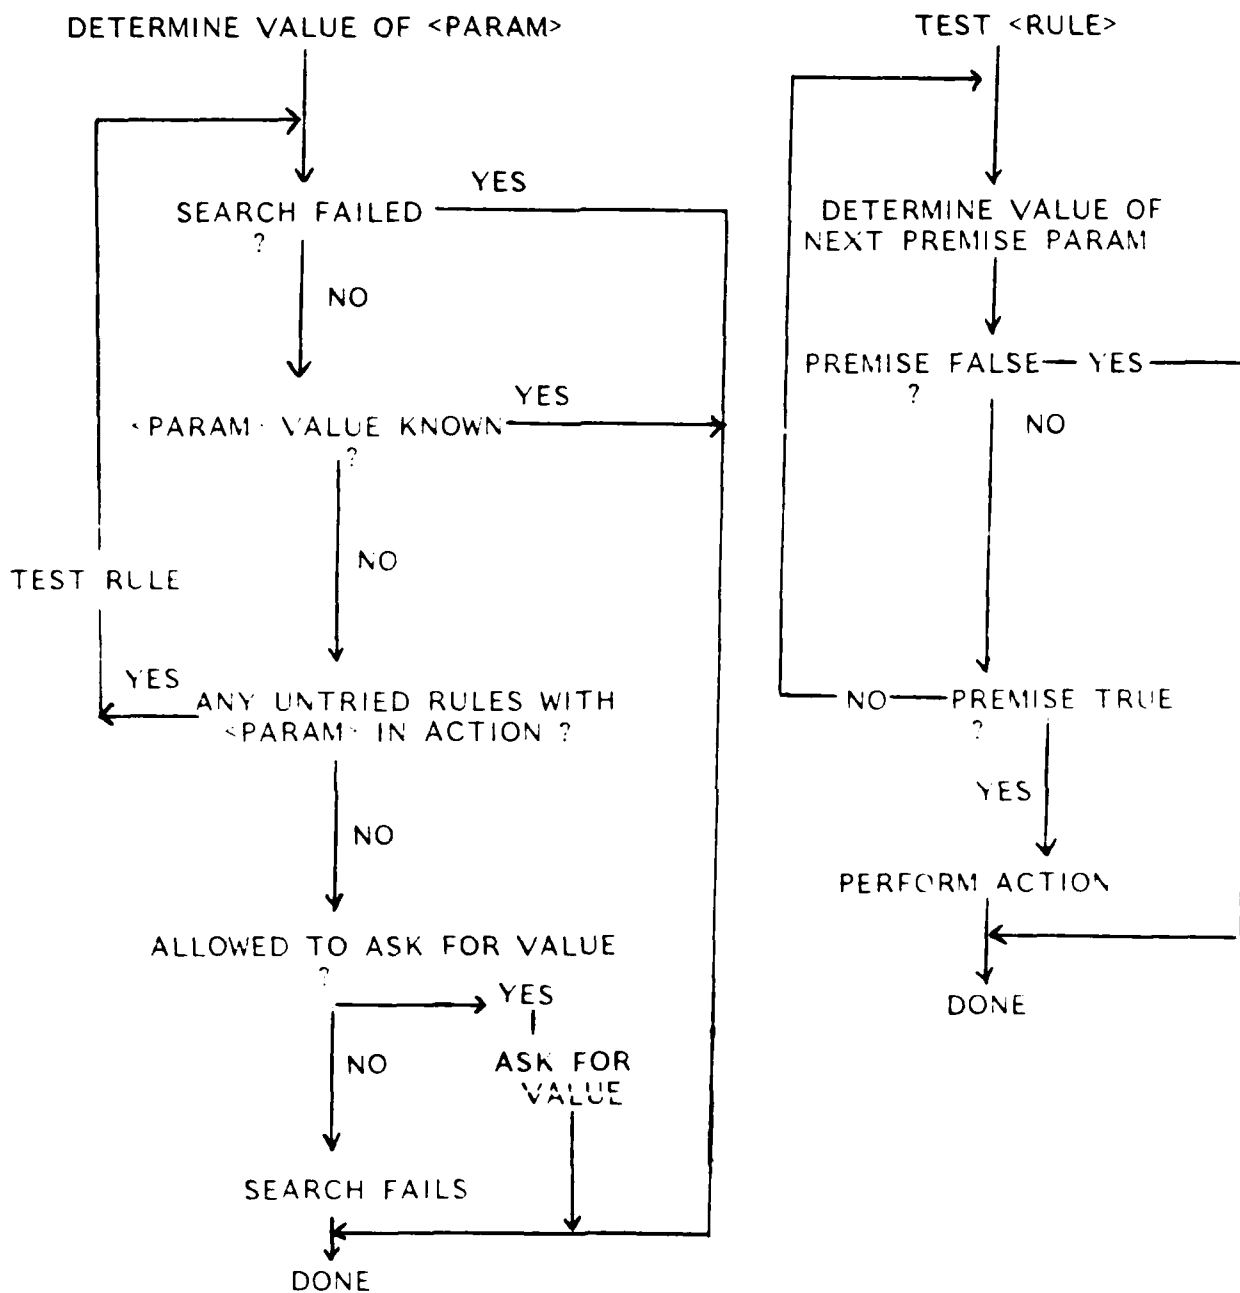 DETERMINE VALUE OF <PARAM>
SEARCH FAILED
?
YES
NO
<PARAM> VALUE KNOWN
?
YES
NO
TEST RULE
YES
ANY UNTRIED RULES WITH
<PARAM> IN ACTION ?
NO
ALLOWED TO ASK FOR VALUE
?
YES
NO
ASK FOR
VALUE
SEARCH FAILS
DONE
TEST <RULE>
DETERMINE VALUE OF
NEXT PREMISE PARAM
PREMISE FALSE
?
YES
NO
NO
PREMISE TRUE
?
YES
PERFORM ACTION
DONE